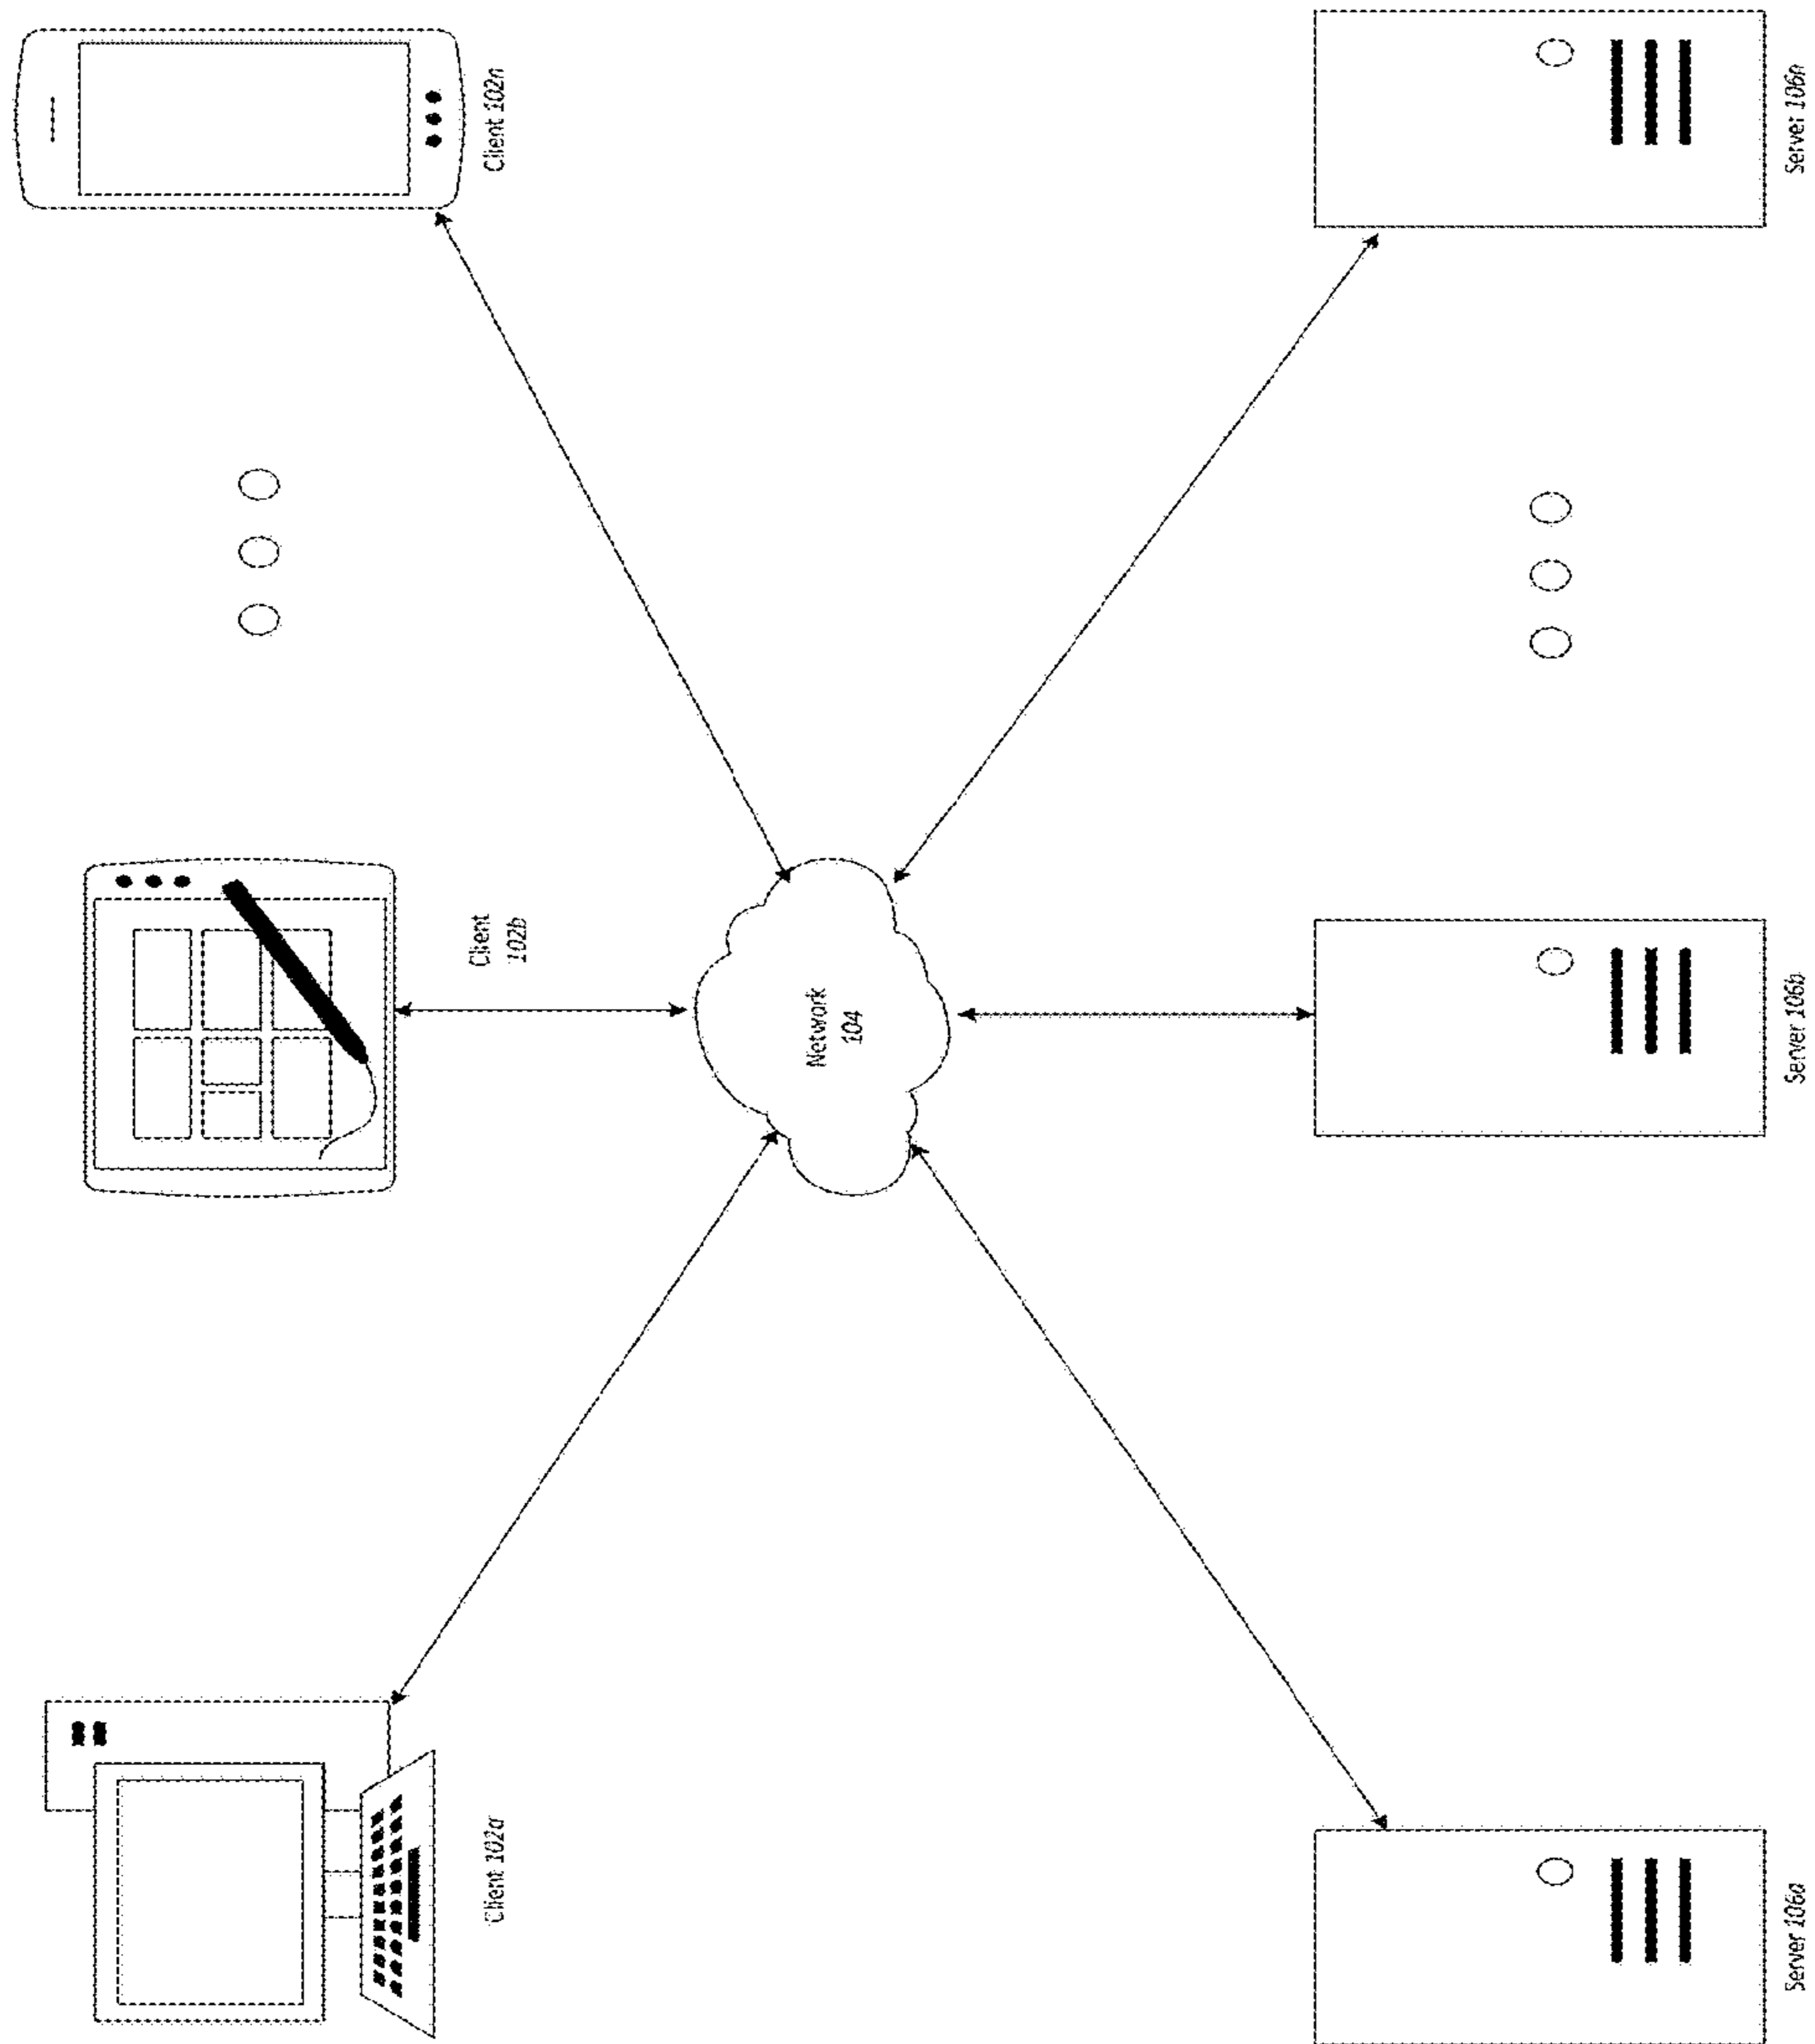 Client 102a
Client
102b
Client 102n
Network
104
Server 106a
Server 106b
Server 106n